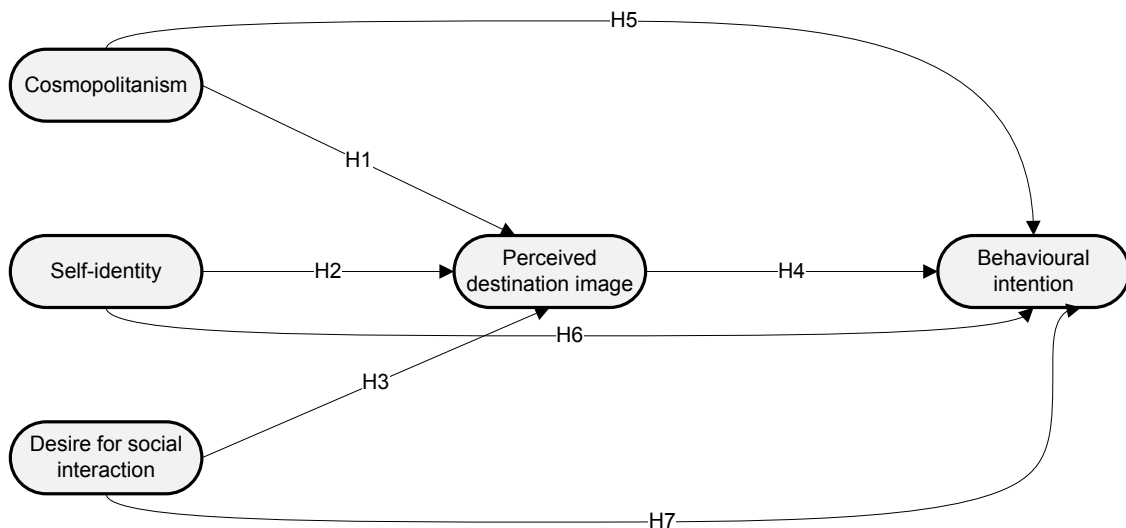 H5
Cosmopolitanism
H1
Self-identity
H2
Perceived
destination image
H4
Behavioural
intention
H6
H3
Desire for social
interaction
H7